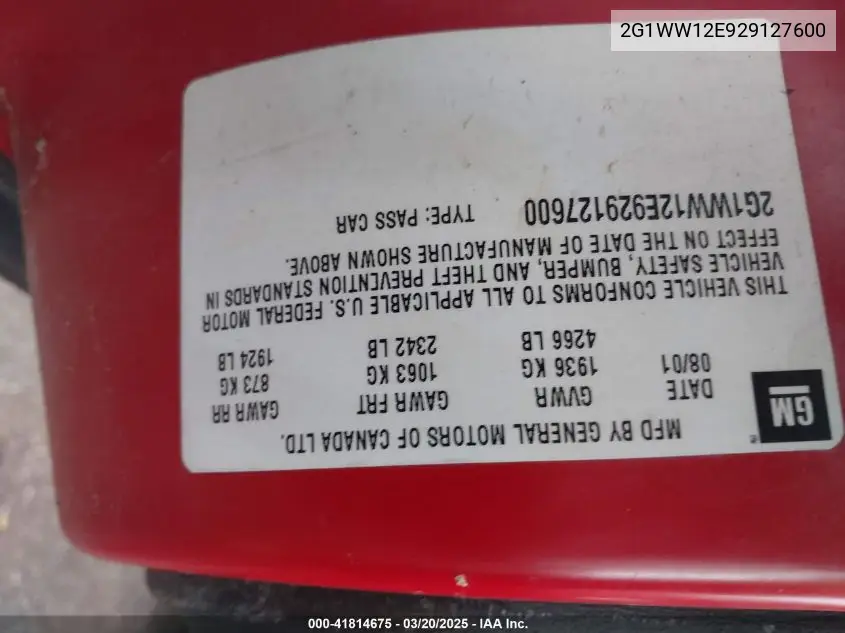 2G1WW12E929127600
GM
MFD BY GENERAL MOTORS OF CANADA LTD.
DATE GVWR GAWR FRT GAWR RR
08/01 1936 KG 1063 KG 873 KG
4266 LB 2342 LB 1924 LB
THIS VEHICLE CONFORMS TO ALL APPLICABLE U.S. FEDERAL MOTOR
VEHICLE SAFETY, BUMPER, AND THEFT PREVENTION STANDARDS IN
EFFECT ON THE DATE OF MANUFACTURE SHOWN ABOVE.
2G1WW12E929127600 TYPE: PASS CAR
000-41814675 - 03/20/2025 - IAA Inc.